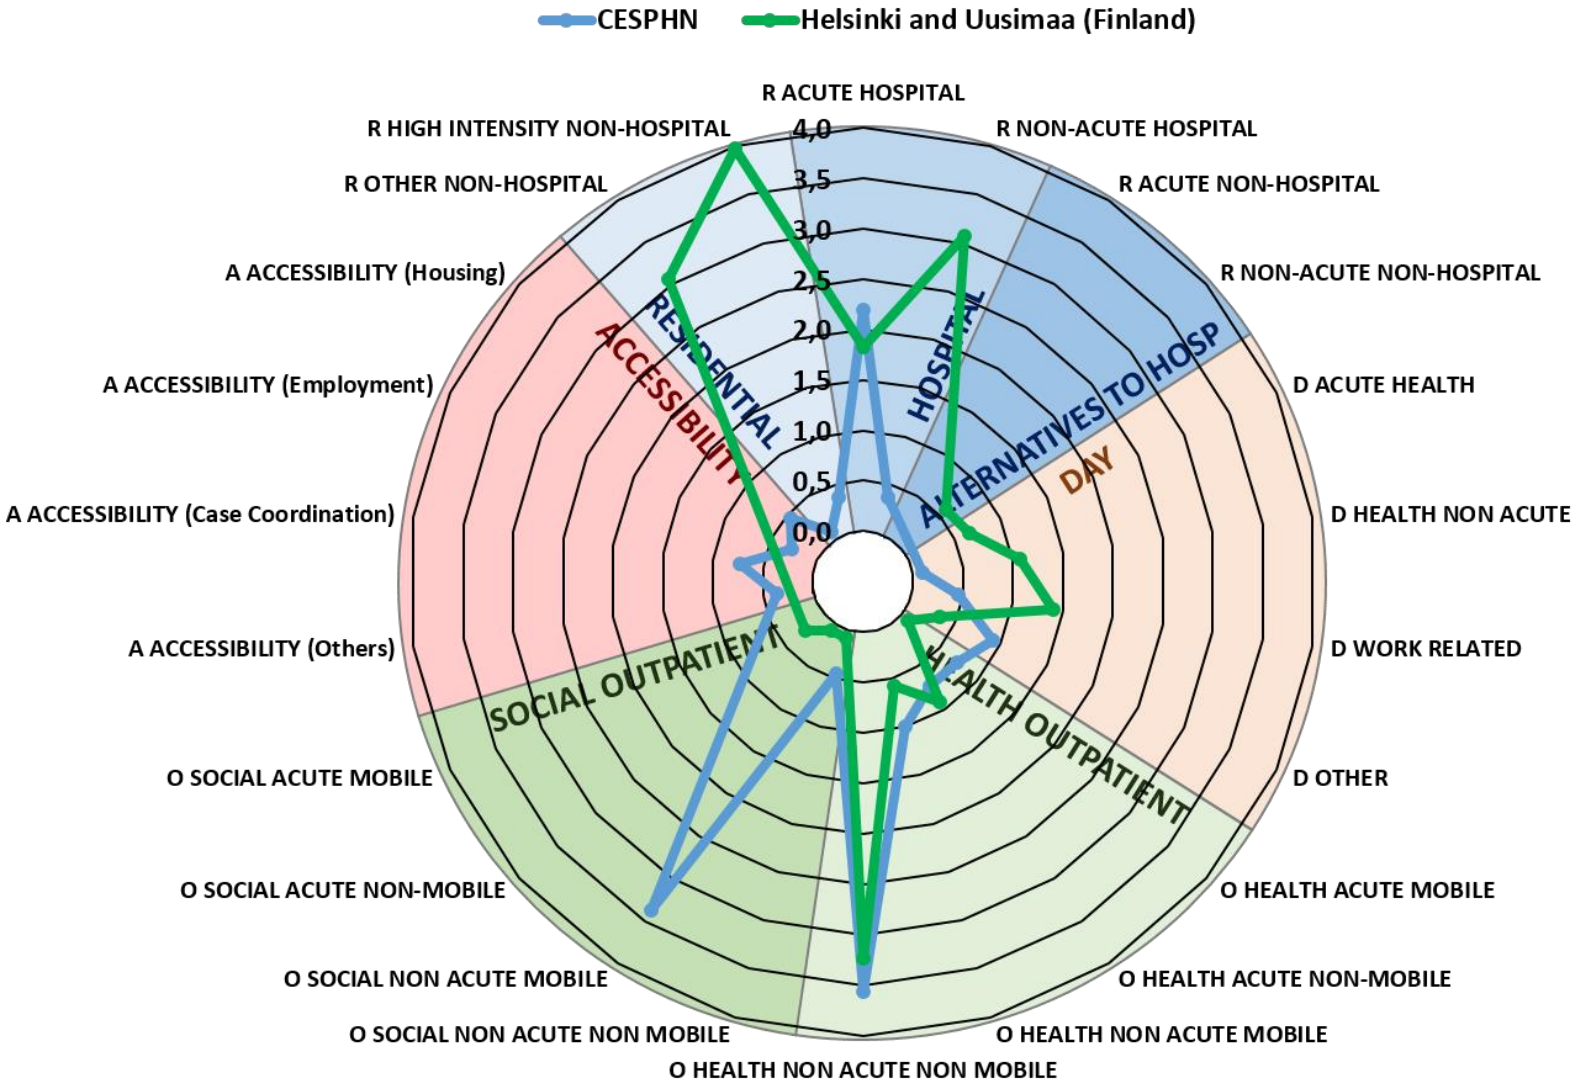 CESPHN
Helsinki and Uusimaa (Finland)
R ACUTE HOSPITAL
R HIGH INTENSITY NON-HOSPITAL
R NON-ACUTE HOSPITAL
R OTHER NON-HOSPITAL
R ACUTE NON-HOSPITAL
A ACCESSIBILITY (Housing)
R NON-ACUTE NON-HOSPITAL
A ACCESSIBILITY (Employment)
D ACUTE HEALTH
A ACCESSIBILITY (Case Coordination)
D HEALTH NON ACUTE
A ACCESSIBILITY (Others)
D WORK RELATED
O SOCIAL ACUTE MOBILE
D OTHER
O SOCIAL ACUTE NON-MOBILE
O HEALTH ACUTE MOBILE
O SOCIAL NON ACUTE MOBILE
O HEALTH ACUTE NON-MOBILE
O SOCIAL NON ACUTE NON MOBILE
O HEALTH NON ACUTE MOBILE
O HEALTH NON ACUTE NON MOBILE
4,0
3,5
3,0
2,5
2,0
1,5
1,0
0,5
0,0
RESIDENTIAL
HOSPITAL
ALTERNATIVES TO HOSP
ACCESSIBILITY
DAY
SOCIAL OUTPATIENT
HEALTH OUTPATIENT